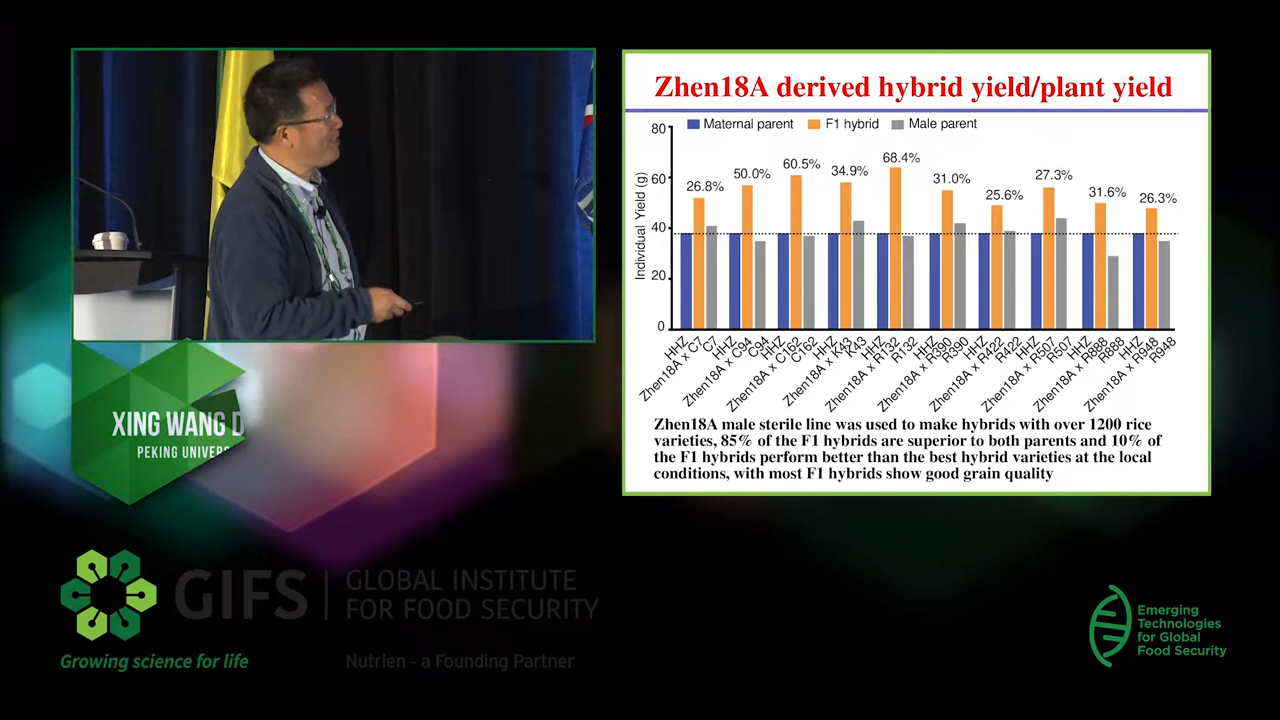 Zhen18A derived hybrid yield/plant yield
Maternal parent
F1 hybrid
Male parent
Individual Yield (g)
80
60
40
20
0
26.8%
50.0%
60.5%
34.9%
68.4%
31.0%
25.6%
27.3%
31.6%
26.3%
HHZ
Zhen18A x C7
C7
HHZ
Zhen18A x C94
C94
HHZ
Zhen18A x C162
C162
HHZ
Zhen18A x K43
K43
HHZ
Zhen18A x R132
R132
HHZ
Zhen18A x R390
R390
HHZ
Zhen18A x R422
R422
HHZ
Zhen18A x R507
R507
HHZ
Zhen18A x R898
R898
HHZ
Zhen18A x R948
R948
Zhen18A male sterile line was used to make hybrids with over 1200 rice
varieties, 85% of the F1 hybrids are superior to both parents and 10% of
the F1 hybrids perform better than the best hybrid varieties at the local
conditions, with most F1 hybrids show good grain quality
XING WANG D
PEKING UNIVERS
GIFS
GLOBAL INSTITUTE
FOR FOOD SECURITY
Growing science for life
Nutrien - a Founding Partner
Emerging
Technologies
for Global
Food Security